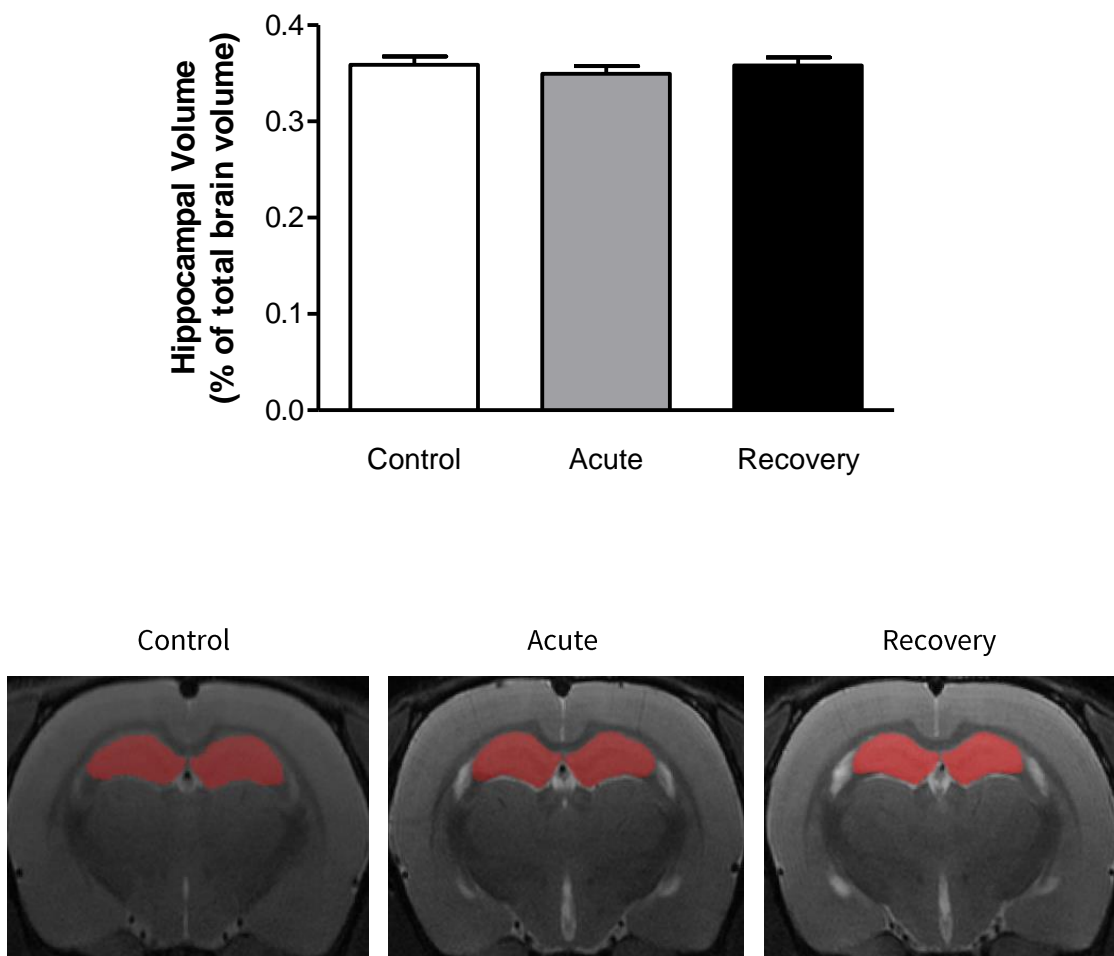 Hippocampal Volume
(% of total brain volume)
0.4
0.3
0.2
0.1
0.0
Control Acute Recovery
Control Acute Recovery